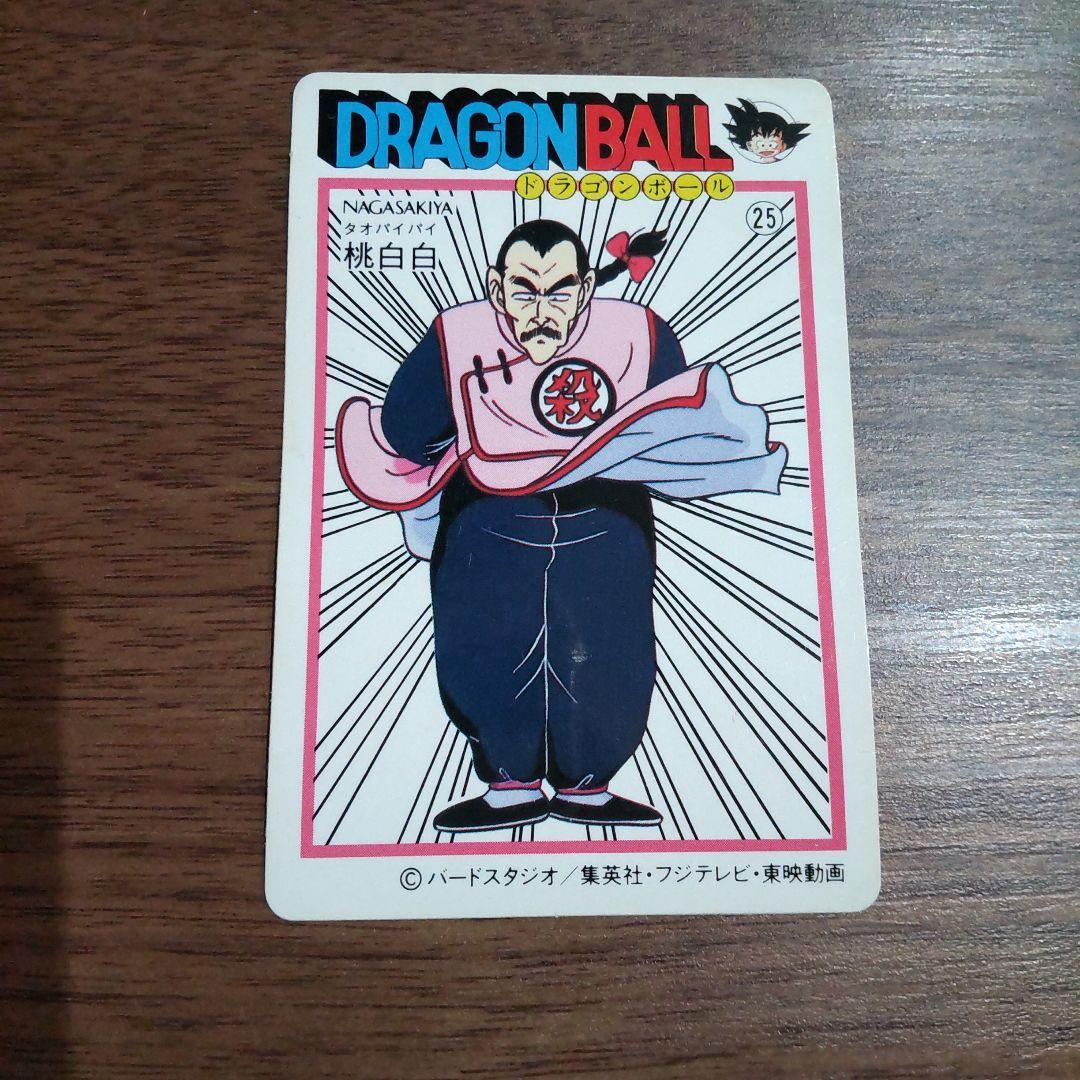 DRAGON BALL
ドラゴンボール
NAGASAKIYA
25
タオパイパイ
桃白白
殺
©バードスタジオ/集英社・フジテレビ・東映動画